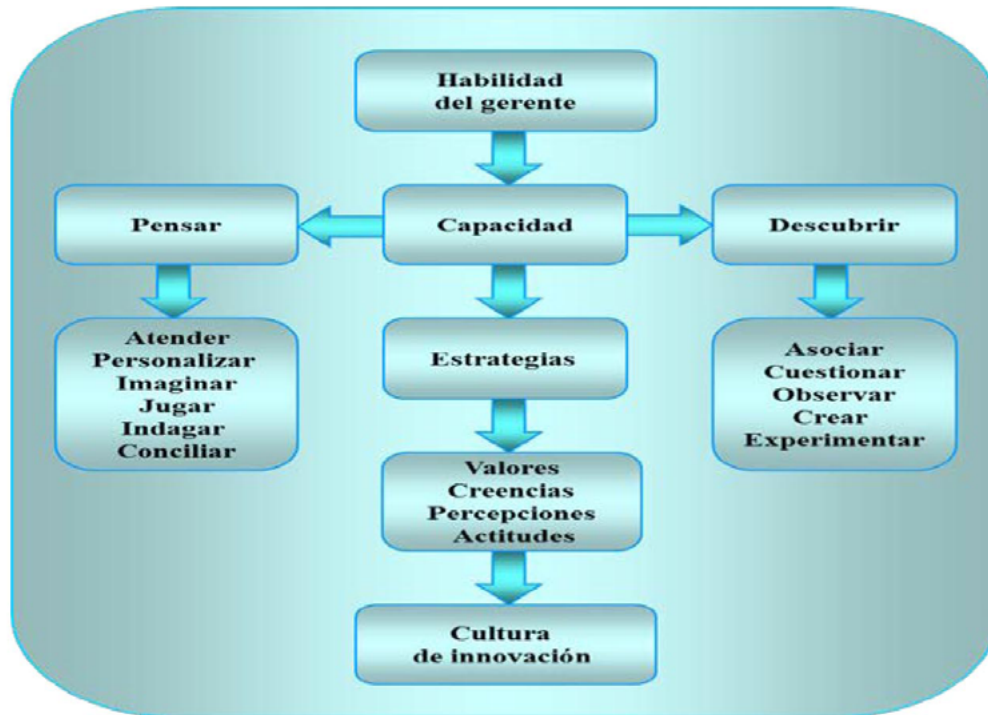 Habilidad
del gerente
Pensar
Capacidad
Descubrir
Atender
Personalizar
Imaginar
Jugar
Indagar
Conciliar
Estrategias
Asociar
Cuestionar
Observar
Crear
Experimentar
Valores
Creencias
Percepciones
Actitudes
Cultura
de innovación